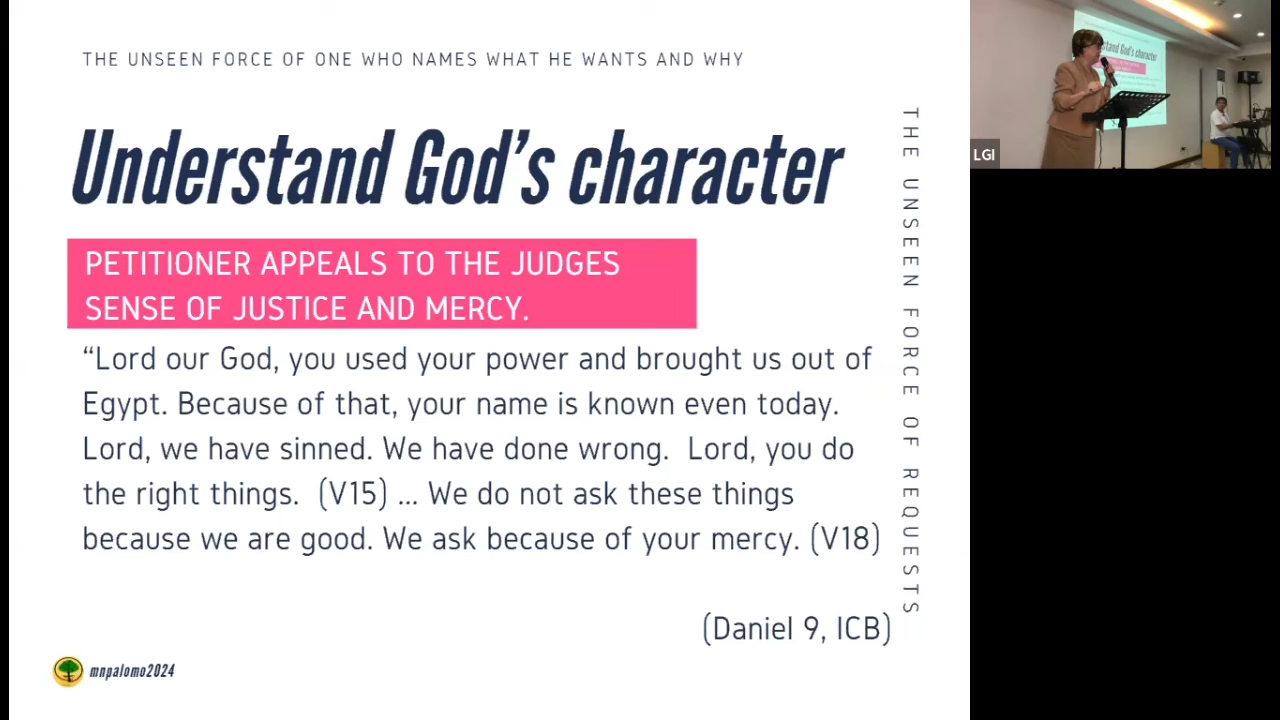 THE UNSEEN FORCE OF ONE WHO NAMES WHAT HE WANTS AND WHY
Understand God's character
PETITIONER APPEALS TO THE JUDGES
SENSE OF JUSTICE AND MERCY.
“Lord our God, you used your power and brought us out of
Egypt. Because of that, your name is known even today.
Lord, we have sinned. We have done wrong.  Lord, you do
the right things.  (V15) ... We do not ask these things
because we are good. We ask because of your mercy. (V18)
(Daniel 9, ICB)
mnpalomo2024
THE UNSEEN FORCE OF REQUESTS
stand God's character
LGI